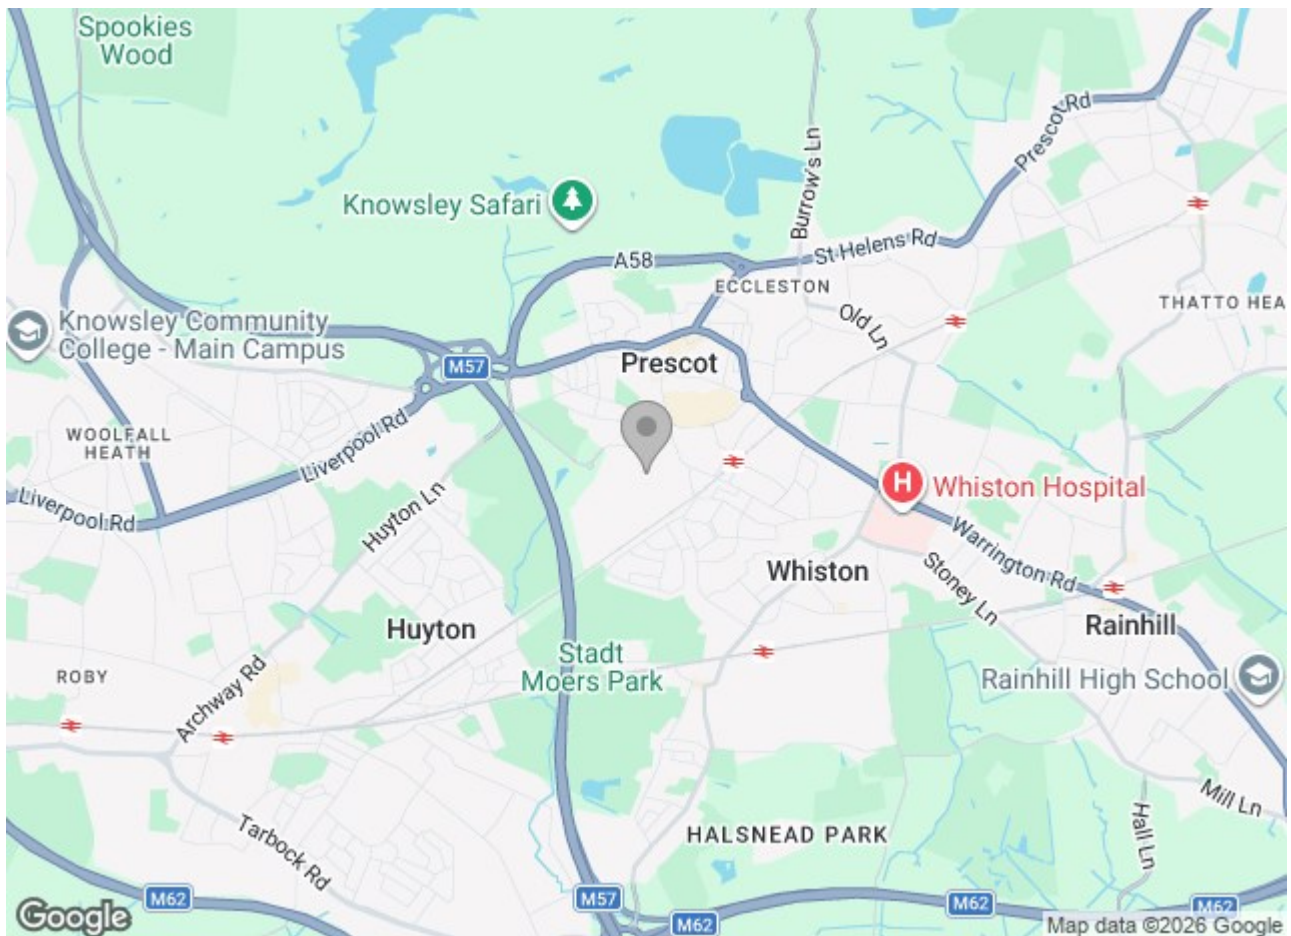 Spookies
Wood
Prescot Rd
Burrow's Ln
Knowsley Safari
St Helens Rd
A58
ECCLESTON
THATTO HEA
Old Ln
Knowsley Community
College - Main Campus
M57
Prescot
WOOLFALL
HEATH
Liverpool Rd
Liverpool Rd
Huyton Ln
H
Whiston Hospital
Warrington Rd
Whiston
Stoney Ln
Huyton
Rainhill
Stadt
Moers Park
ROBY
Archway Rd
Rainhill High School
Mill Ln
Hall Ln
HALSNEAD PARK
Tarbock Rd
M62
M57
M62
M62
M62
Google
Map data ©2026 Google